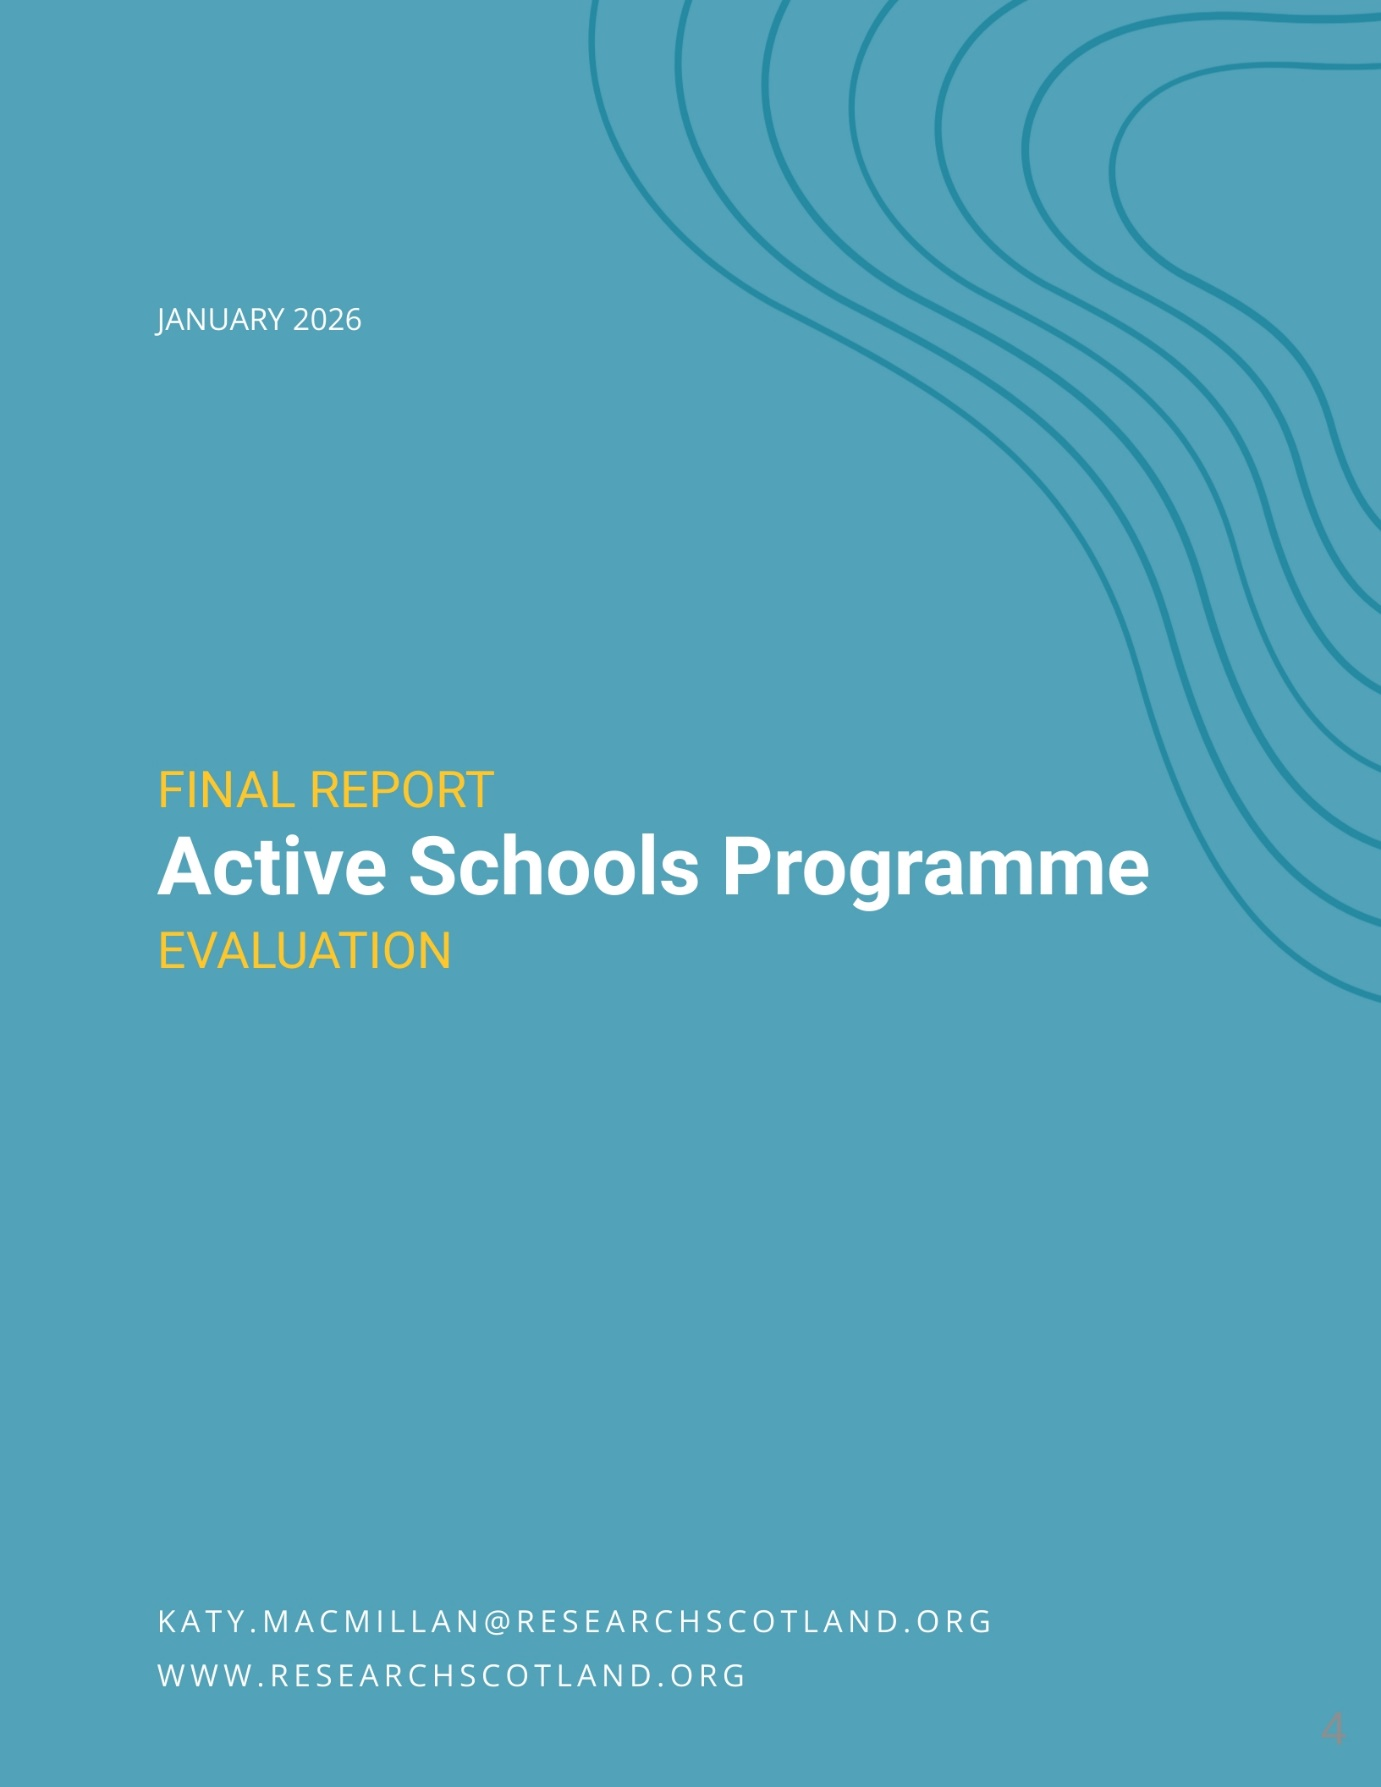 JANUARY 2026
FINAL REPORT
Active Schools Programme
EVALUATION
KATY.MACMILLAN@RESEARCHSCOTLAND.ORG
WWW.RESEARCHSCOTLAND.ORG
4